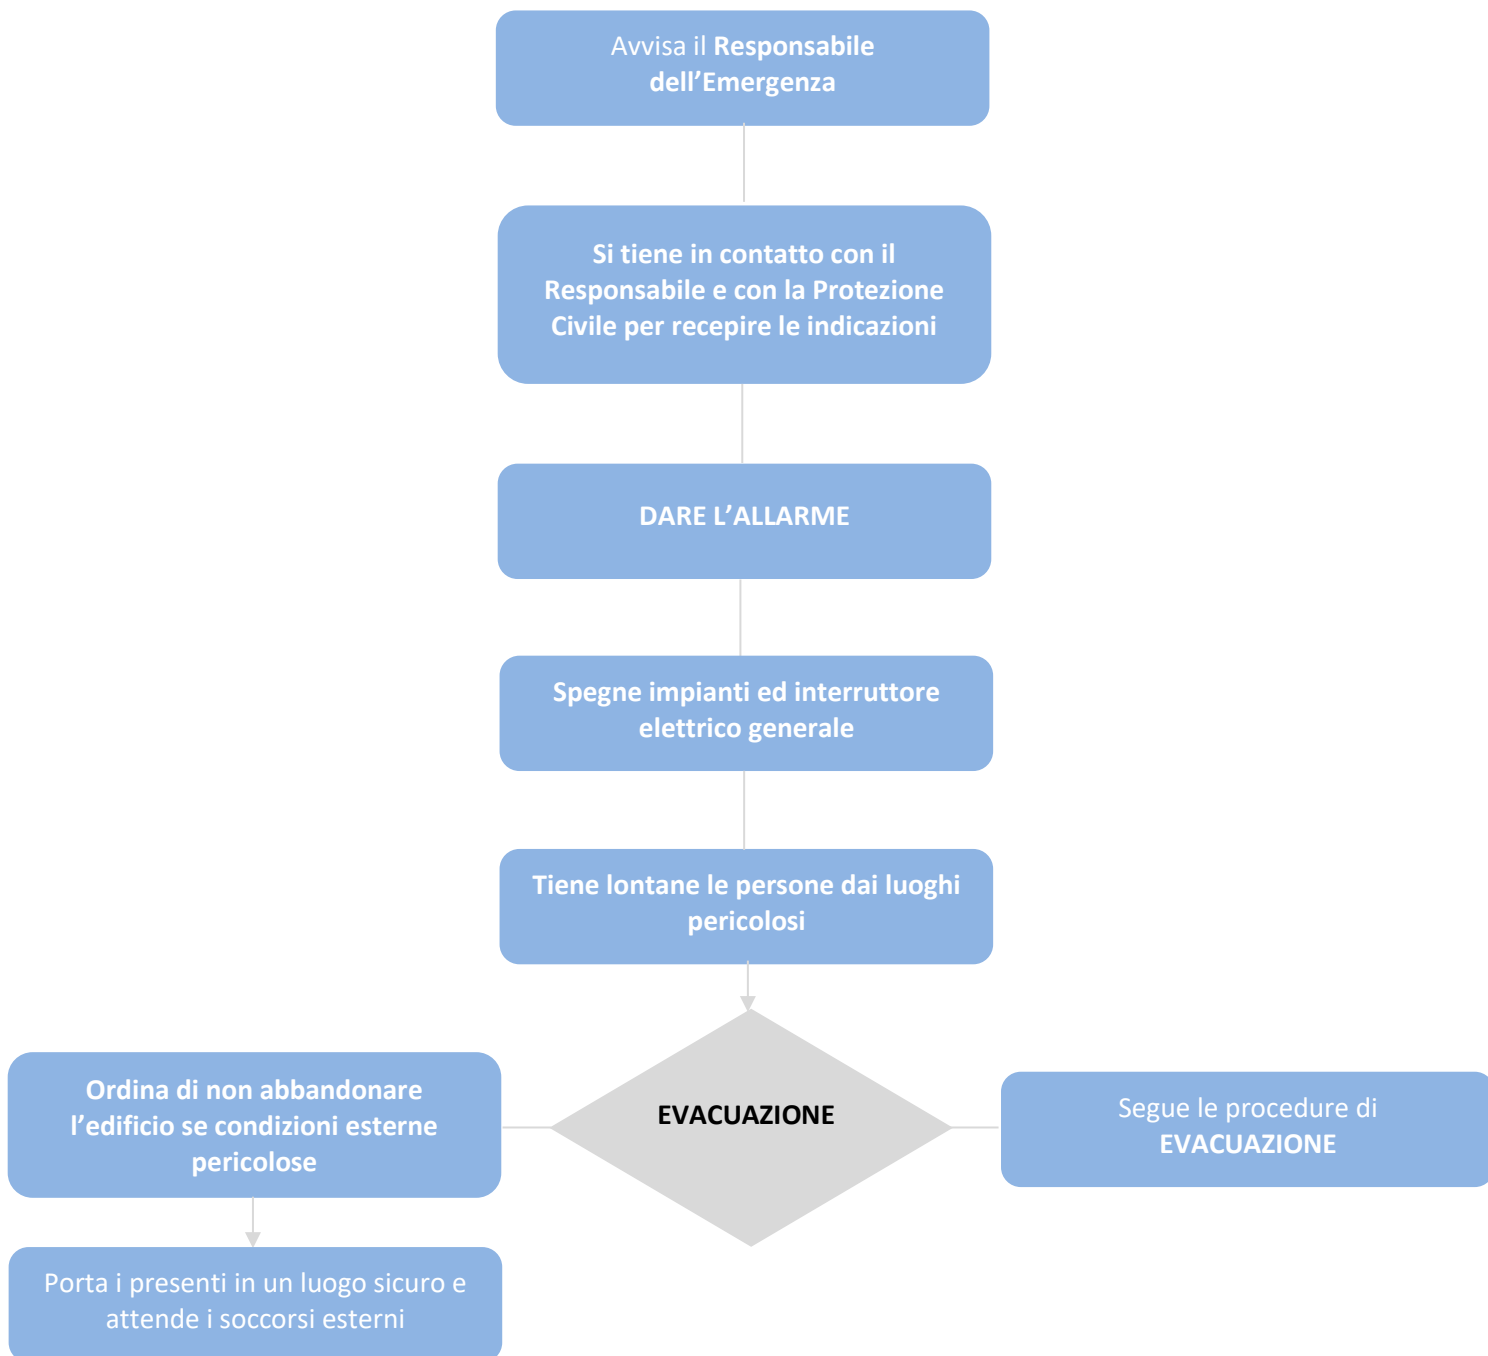 Avvisa il Responsabile
dell’Emergenza
Si tiene in contatto con il
Responsabile e con la Protezione
Civile per recepire le indicazioni
DARE L’ALLARME
Spegne impianti ed interruttore
elettrico generale
Tiene lontane le persone dai luoghi
pericolosi
EVACUAZIONE
Ordina di non abbandonare
l’edificio se condizioni esterne
pericolose
Segue le procedure di
EVACUAZIONE
Porta i presenti in un luogo sicuro e
attende i soccorsi esterni